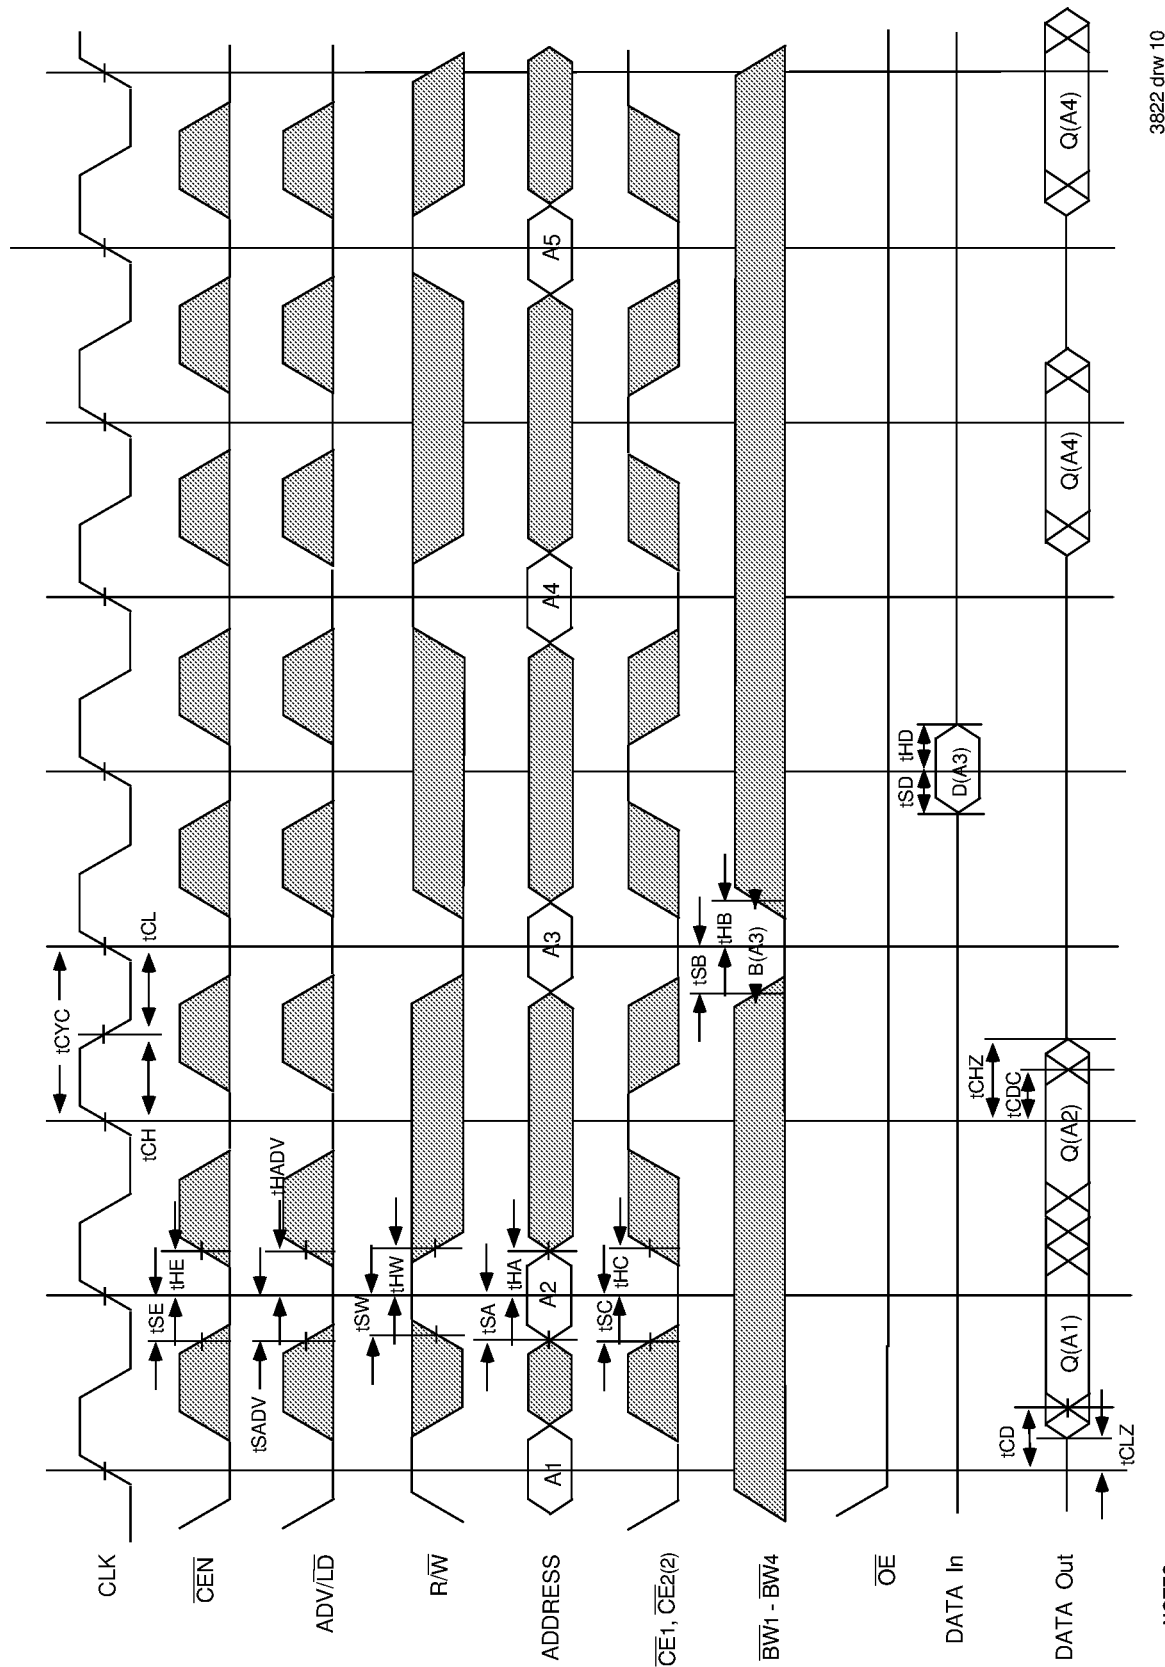 CLK
tCYC
tCH
tCL
CEN
tSE
tHE
ADV/LD
tSADV
tHADV
R/W
tSW
tHW
ADDRESS
A1
A2
A3
A4
A5
tSA
tHA
CE1, CE2(2)
tSC
tHC
BW1 - BW4
tSB
tHB
B(A3)
OE
DATA In
tSD
tHD
D(A3)
DATA Out
tCD
tCLZ
Q(A1)
Q(A2)
tCHZ
tCDC
Q(A4)
Q(A4)
3822 drw 10